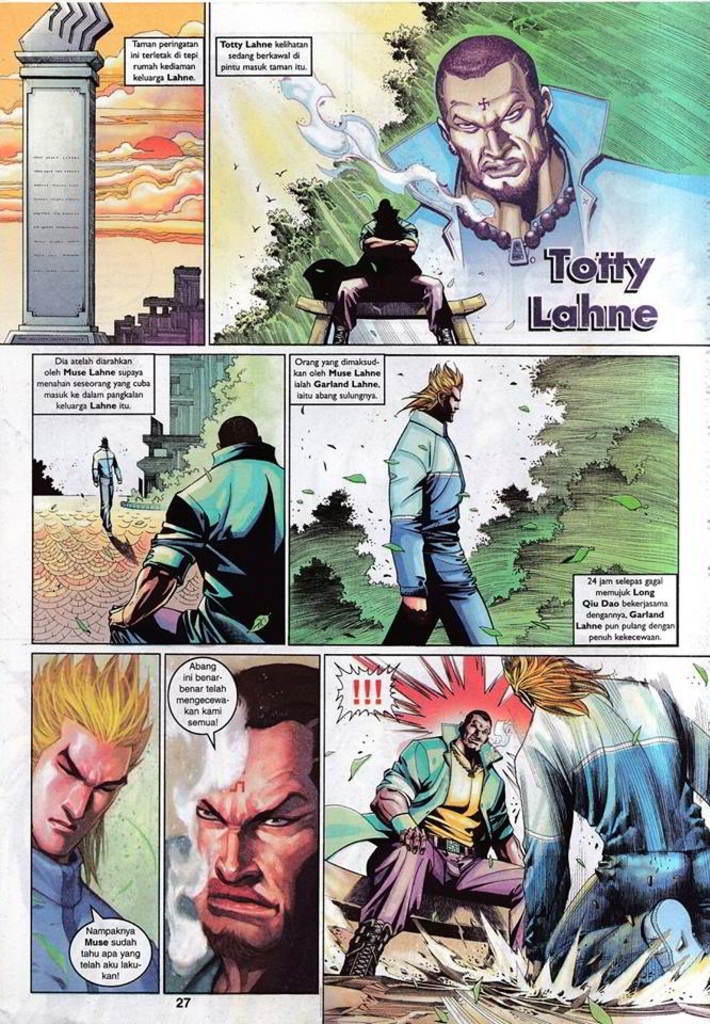 Taman peringatan
ini terletak di tepi
rumah kediaman
keluarga Lahne.
Totty Lahne kelihatan
sedang berkawal di
pintu masuk taman itu.
Totty
Lahne
Dia atelah diarahkan
oleh Muse Lahne supaya
menahan seseorang yang cuba
masuk ke dalam pangkalan
keluarga Lahne itu.
Orang yang dimaksud-
kan oleh Muse Lahne
ialah Garland Lahne,
iaitu abang sulungnya.
24 jam selepas gagal
memujuk Long
Qiu Dao bekerjasama
dengannya, Garland
Lahne pun pulang dengan
penuh kekecewaan.
Nampaknya
Muse sudah
tahu apa yang
telah aku laku-
kan!
Abang
ini benar-
benar telah
mengecewa-
kan kami
semua!
!!!
27